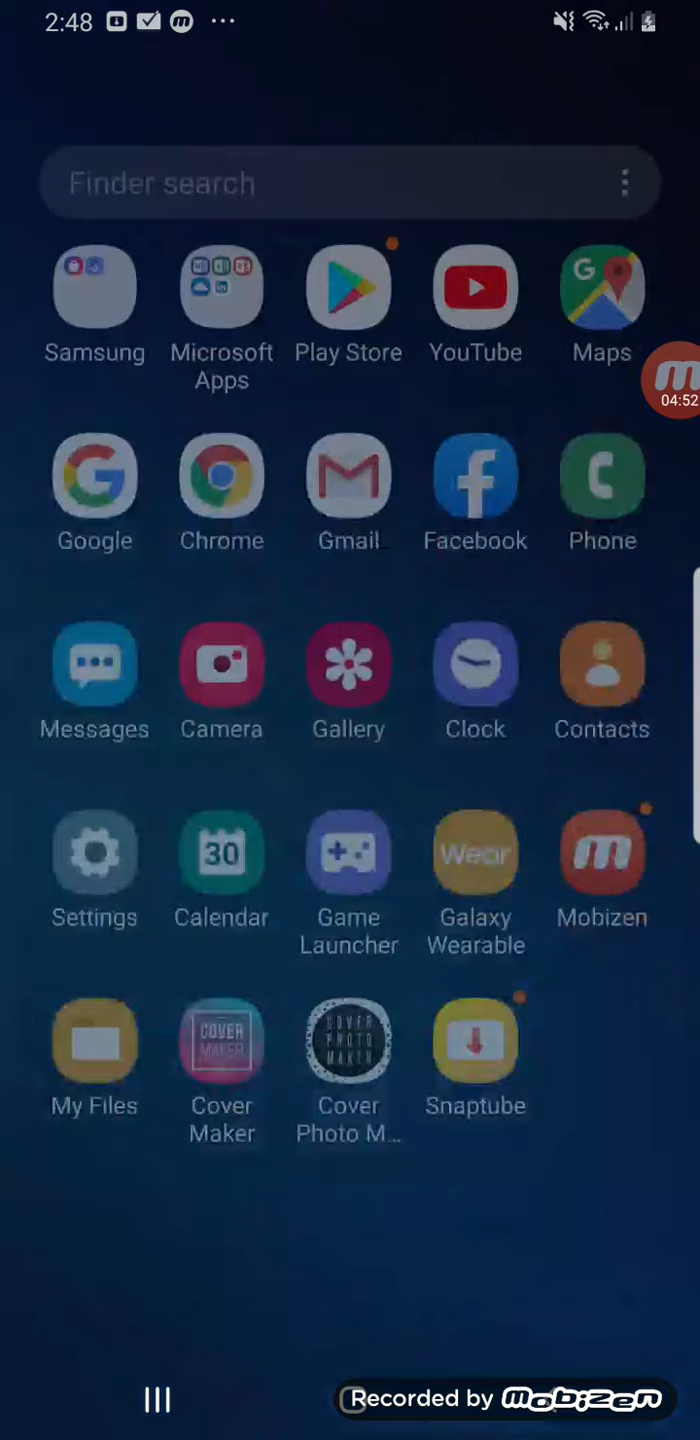 2:48
Finder search
Samsung
Microsoft Apps
Play Store
YouTube
Maps
04:52
Google
Chrome
Gmail
Facebook
Phone
Messages
Camera
Gallery
Clock
Contacts
30
Wear
Settings
Calendar
Game Launcher
Galaxy Wearable
Mobizen
COVER
MAKER
COVER
PHOTO
MAKER
My Files
Cover Maker
Cover Photo M...
Snaptube
Recorded by mobizen